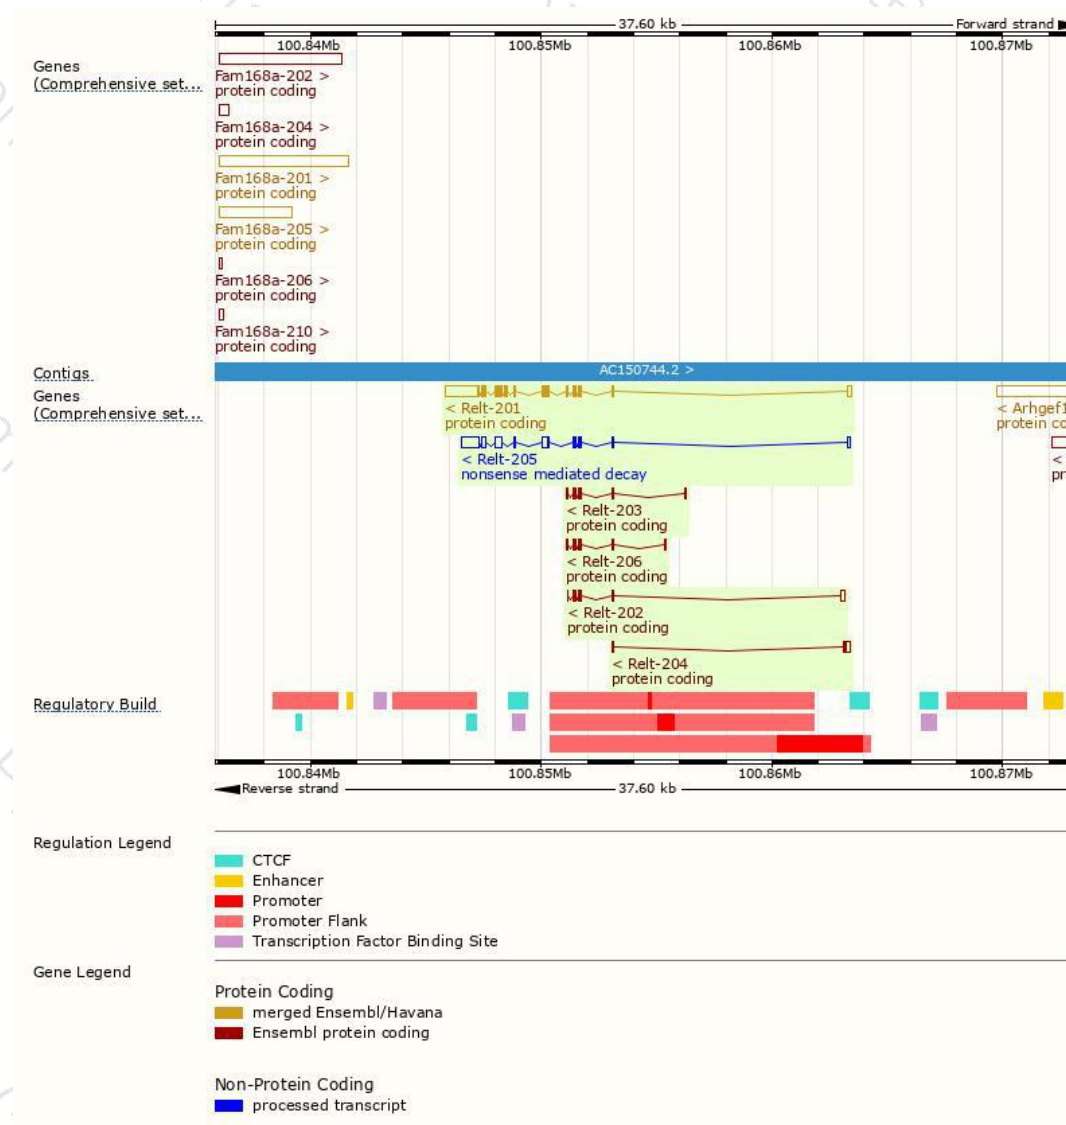 37.60 kb
Forward strand
100.84Mb 100.85Mb 100.86Mb 100.87Mb
Genes
(Comprehensive set...
Fam168a-202 >
protein coding
Fam168a-204 >
protein coding
Fam168a-201 >
protein coding
Fam168a-205 >
protein coding
Fam168a-206 >
protein coding
Fam168a-210 >
protein coding
Contigs
AC150744.2 >
Genes
(Comprehensive set...
< Relt-201
protein coding
< Arhgef1
protein co
< Relt-205
nonsense mediated decay
<
pr
< Relt-203
protein coding
< Relt-206
protein coding
< Relt-202
protein coding
< Relt-204
protein coding
Regulatory Build
100.84Mb 100.85Mb 100.86Mb 100.87Mb
Reverse strand
37.60 kb
Regulation Legend
CTCF
Enhancer
Promoter
Promoter Flank
Transcription Factor Binding Site
Gene Legend
Protein Coding
merged Ensembl/Havana
Ensembl protein coding
Non-Protein Coding
processed transcript